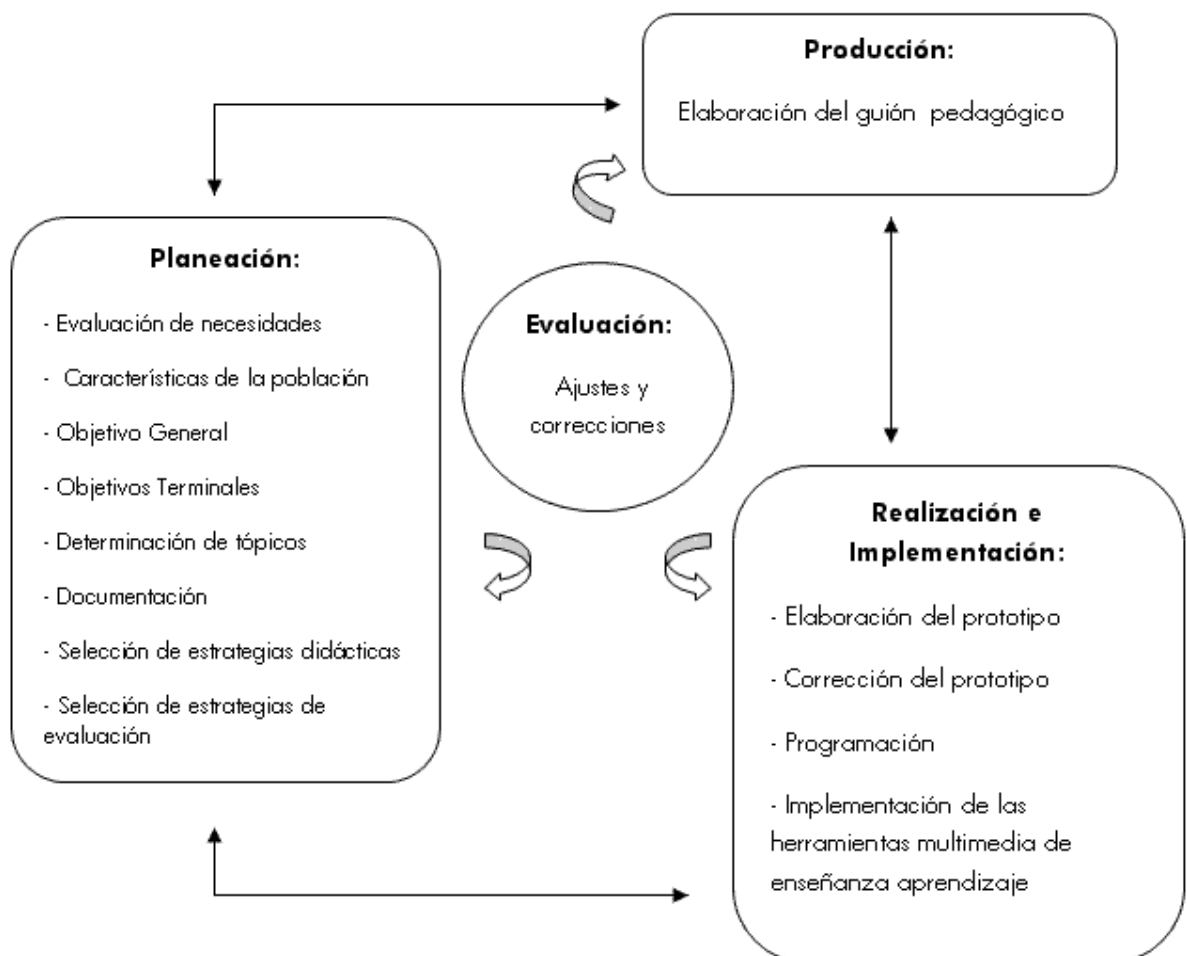 Producción:
Elaboración del guión pedagógico
Planeación:
- Evaluación de necesidades
- Características de la población
- Objetivo General
- Objetivos Terminales
- Determinación de tópicos
- Documentación
- Selección de estrategias didácticas
- Selección de estrategias de
evaluación
Evaluación:
Ajustes y
correcciones
Realización e
Implementación:
- Elaboración del prototipo
- Corrección del prototipo
- Programación
- Implementación de las
herramientas multimedia de
enseñanza aprendizaje